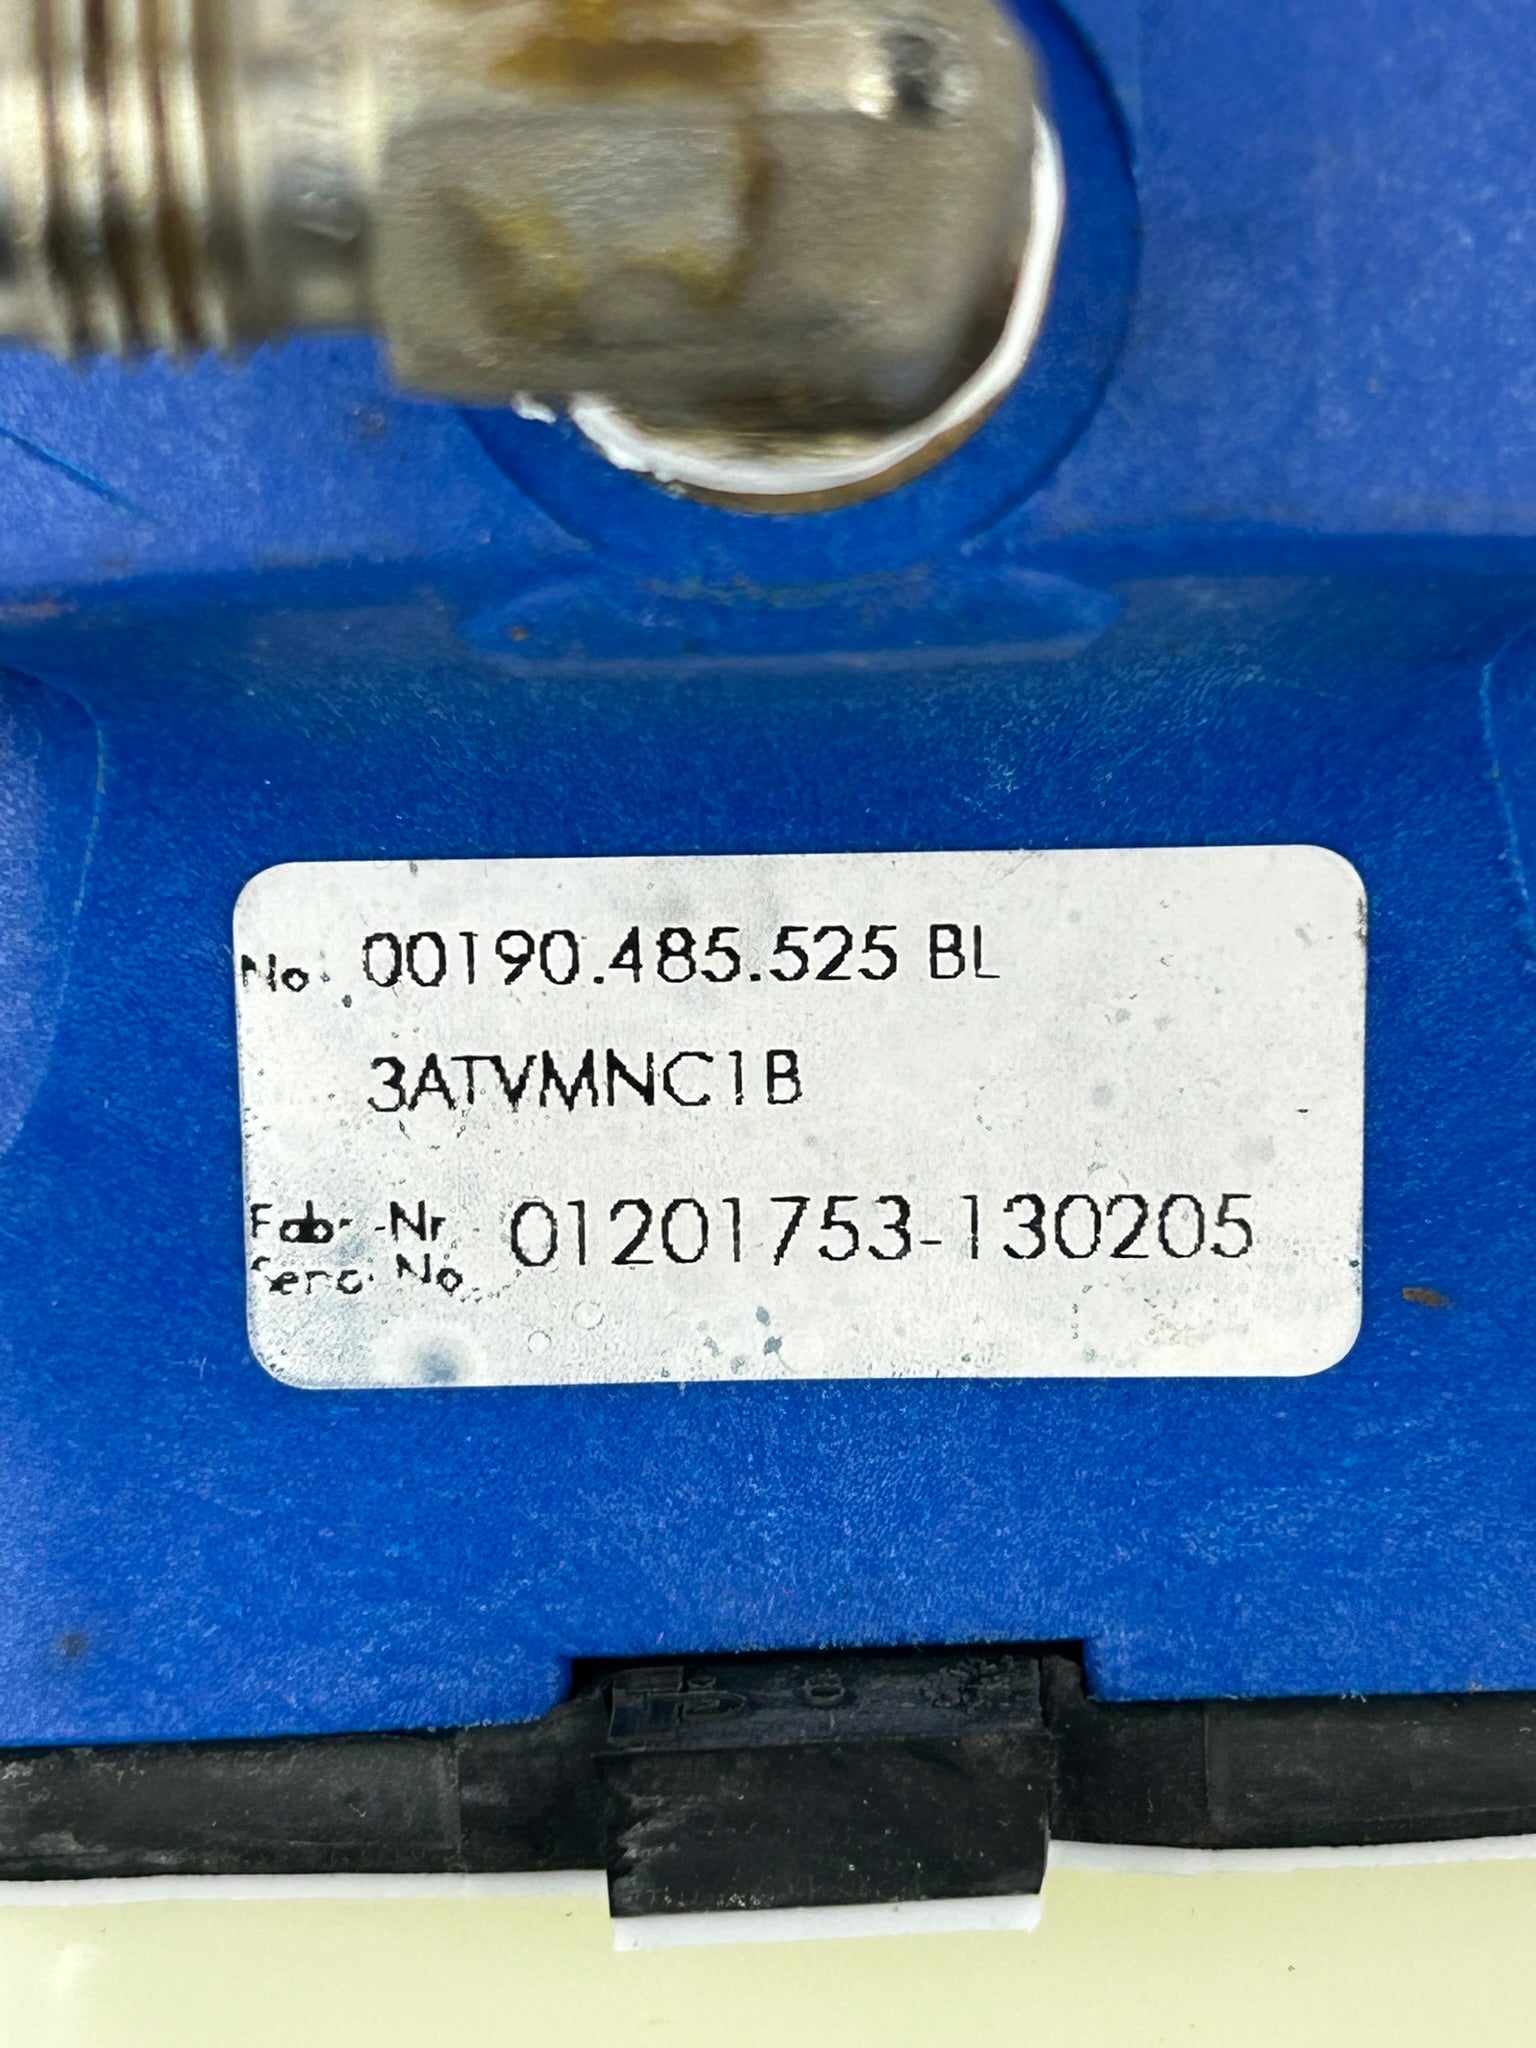 No. 00190.485.525 BL
3ATVMNC1B
Fabr.-Nr. 01201753-130205
Serial No.